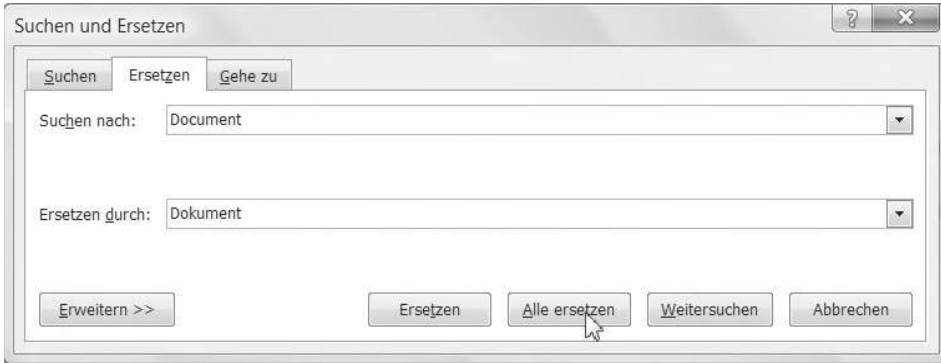 Suchen und Ersetzen
Suchen Ersetzen Gehe zu
Suchen nach: Document
Ersetzen durch: Dokument
Erweitern >> Ersetzen Alle ersetzen Weitersuchen Abbrechen